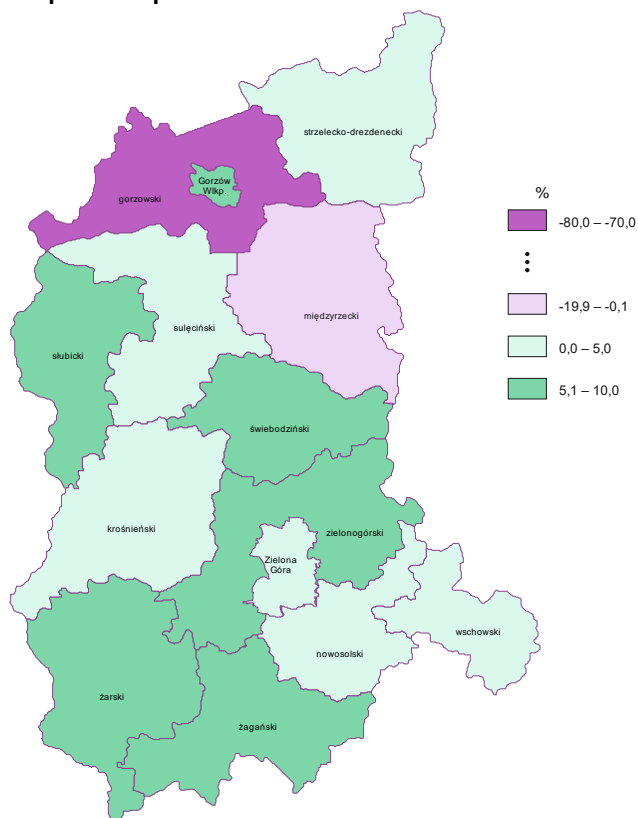 strzelecko-drezdenecki
%
Gorzów
Wlkp.
gorzowski
-80,0 – -70,0
-19,9 – -0,1
międzyrzecki
sulęciński
0,0 – 5,0
słubicki
5,1 – 10,0
świebodziński
krośnieński
zielonogórski
Zielona
Góra
wschowski
nowosolski
żarski
żagański